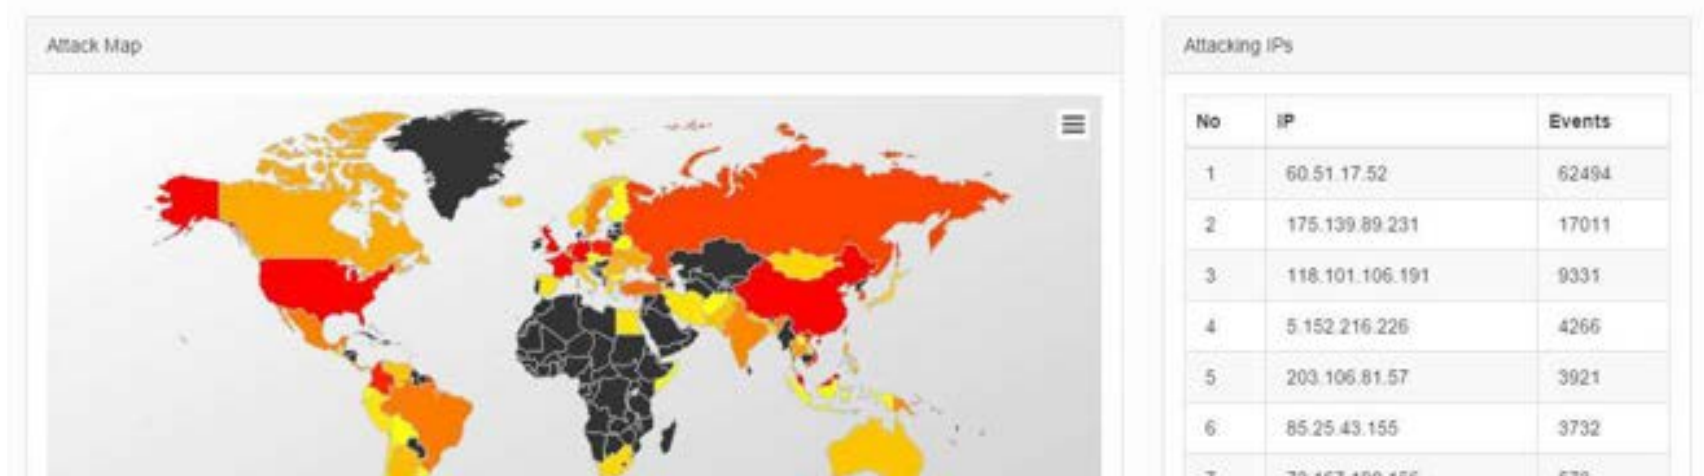 Attack Map
Attacking IPs
No IP Events
1 60.51.17.52 62494
2 175.139.89.231 17011
3 118.101.106.191 9331
4 5.152.216.226 4266
5 203.106.81.57 3921
6 85.25.43.155 3732